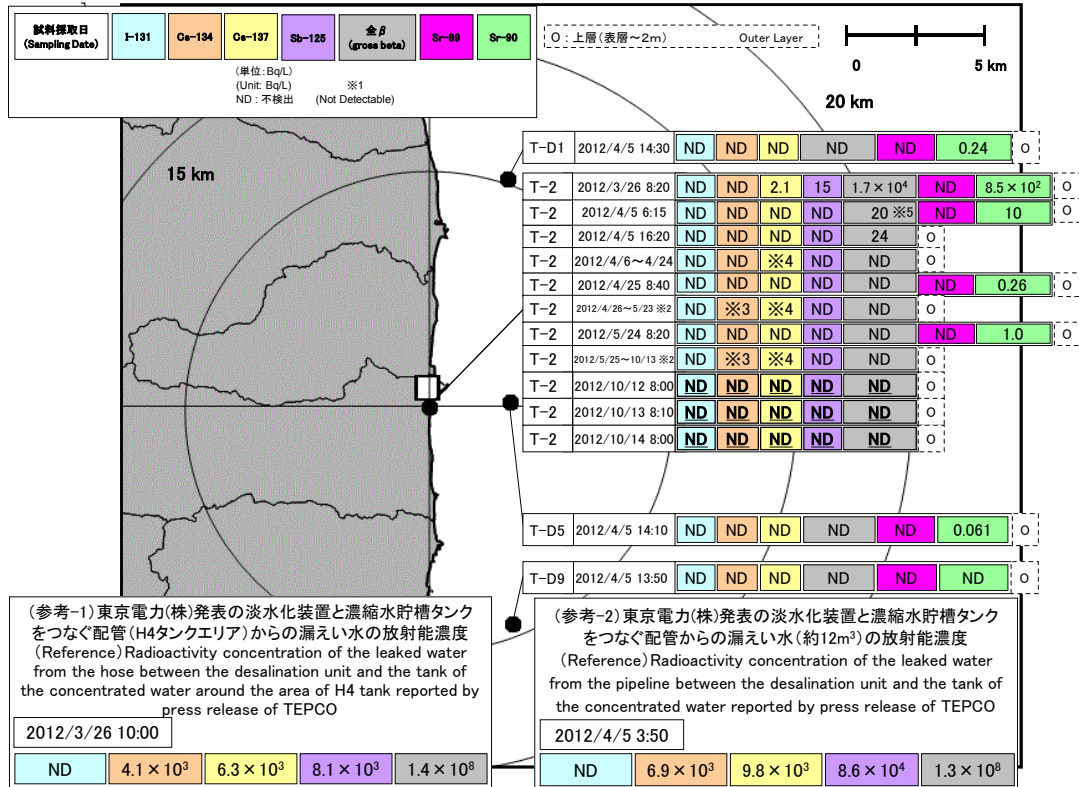 試料採取日
(Sampling Date)
I-131
Cs-134
Cs-137
Sb-125
全β
(gross beta)
Sr-89
Sr-90
(単位：Bq/L)
(Unit: Bq/L) ※1
ND：不検出 (Not Detectable)
O：上層(表層～2m) Outer Layer
0 5 km
20 km
15 km
T-D1 2012/4/5 14:30 ND ND ND ND ND 0.24 O
T-2 2012/3/26 8:20 ND ND 2.1 15 1.7×10⁴ ND 8.5×10² O
T-2 2012/4/5 6:15 ND ND ND ND 20 ※5 ND 10 O
T-2 2012/4/5 16:20 ND ND ND ND 24 O
T-2 2012/4/6～4/24 ND ND ※4 ND ND O
T-2 2012/4/25 8:40 ND ND ND ND ND ND 0.26 O
T-2 2012/4/26～5/23 ※2 ND ※3 ※4 ND ND O
T-2 2012/5/24 8:20 ND ND ND ND ND ND 1.0 O
T-2 2012/5/25～10/13 ※2 ND ※3 ※4 ND ND O
T-2 2012/10/12 8:00 ND ND ND ND ND O
T-2 2012/10/13 8:10 ND ND ND ND ND O
T-2 2012/10/14 8:00 ND ND ND ND ND O
T-D5 2012/4/5 14:10 ND ND ND ND ND 0.061 O
T-D9 2012/4/5 13:50 ND ND ND ND ND ND O
(参考-1)東京電力(株)発表の淡水化装置と濃縮水貯槽タンク
をつなぐ配管(H4タンクエリア)からの漏えい水の放射能濃度
(Reference)Radioactivity concentration of the leaked water
from the hose between the desalination unit and the tank of
the concentrated water around the area of H4 tank reported by
press release of TEPCO
2012/3/26 10:00
ND 4.1×10³ 6.3×10³ 8.1×10³ 1.4×10⁸
(参考-2)東京電力(株)発表の淡水化装置と濃縮水貯槽タンク
をつなぐ配管からの漏えい水(約12m³)の放射能濃度
(Reference)Radioactivity concentration of the leaked water
from the pipeline between the desalination unit and the tank of
the concentrated water reported by press release of TEPCO
2012/4/5 3:50
ND 6.9×10³ 9.8×10³ 8.6×10⁴ 1.3×10⁸